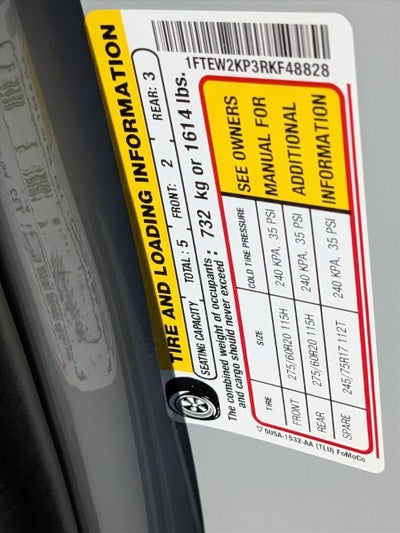 1FTEW2KP3RKF48828
TIRE AND LOADING INFORMATION
SEATING CAPACITY TOTAL: 5 FRONT: 2 REAR: 3
The combined weight of occupants and cargo should never exceed: 732 kg or 1614 lbs.
TIRE SIZE COLD TIRE PRESSURE
FRONT 275/60R20 115H 240 KPA, 35 PSI
REAR 275/60R20 115H 240 KPA, 35 PSI
SPARE 245/75R17 112T 240 KPA, 35 PSI
SEE OWNERS
MANUAL FOR
ADDITIONAL
INFORMATION
5U5A-1532-AA (TLU) FoMoCo